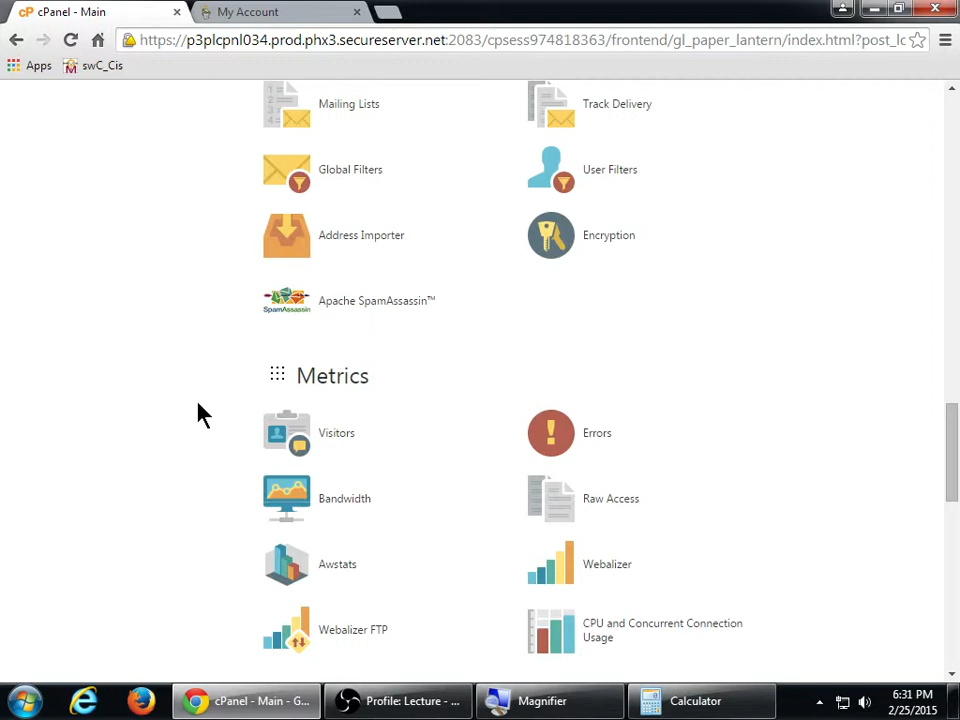 cP cPanel - Main
My Account
https://p3plcpnl034.prod.phx3.secureserver.net:2083/cpsess974818363/frontend/gl_paper_lantern/index.html?post_lc
Apps
swC_Cis
Mailing Lists
Track Delivery
Global Filters
User Filters
Address Importer
Encryption
SpamAssassin
Apache SpamAssassin™
Metrics
Visitors
Errors
Bandwidth
Raw Access
Awstats
Webalizer
Webalizer FTP
CPU and Concurrent Connection
Usage
cPanel - Main - G...
Profile: Lecture - ...
Magnifier
Calculator
6:31 PM
2/25/2015